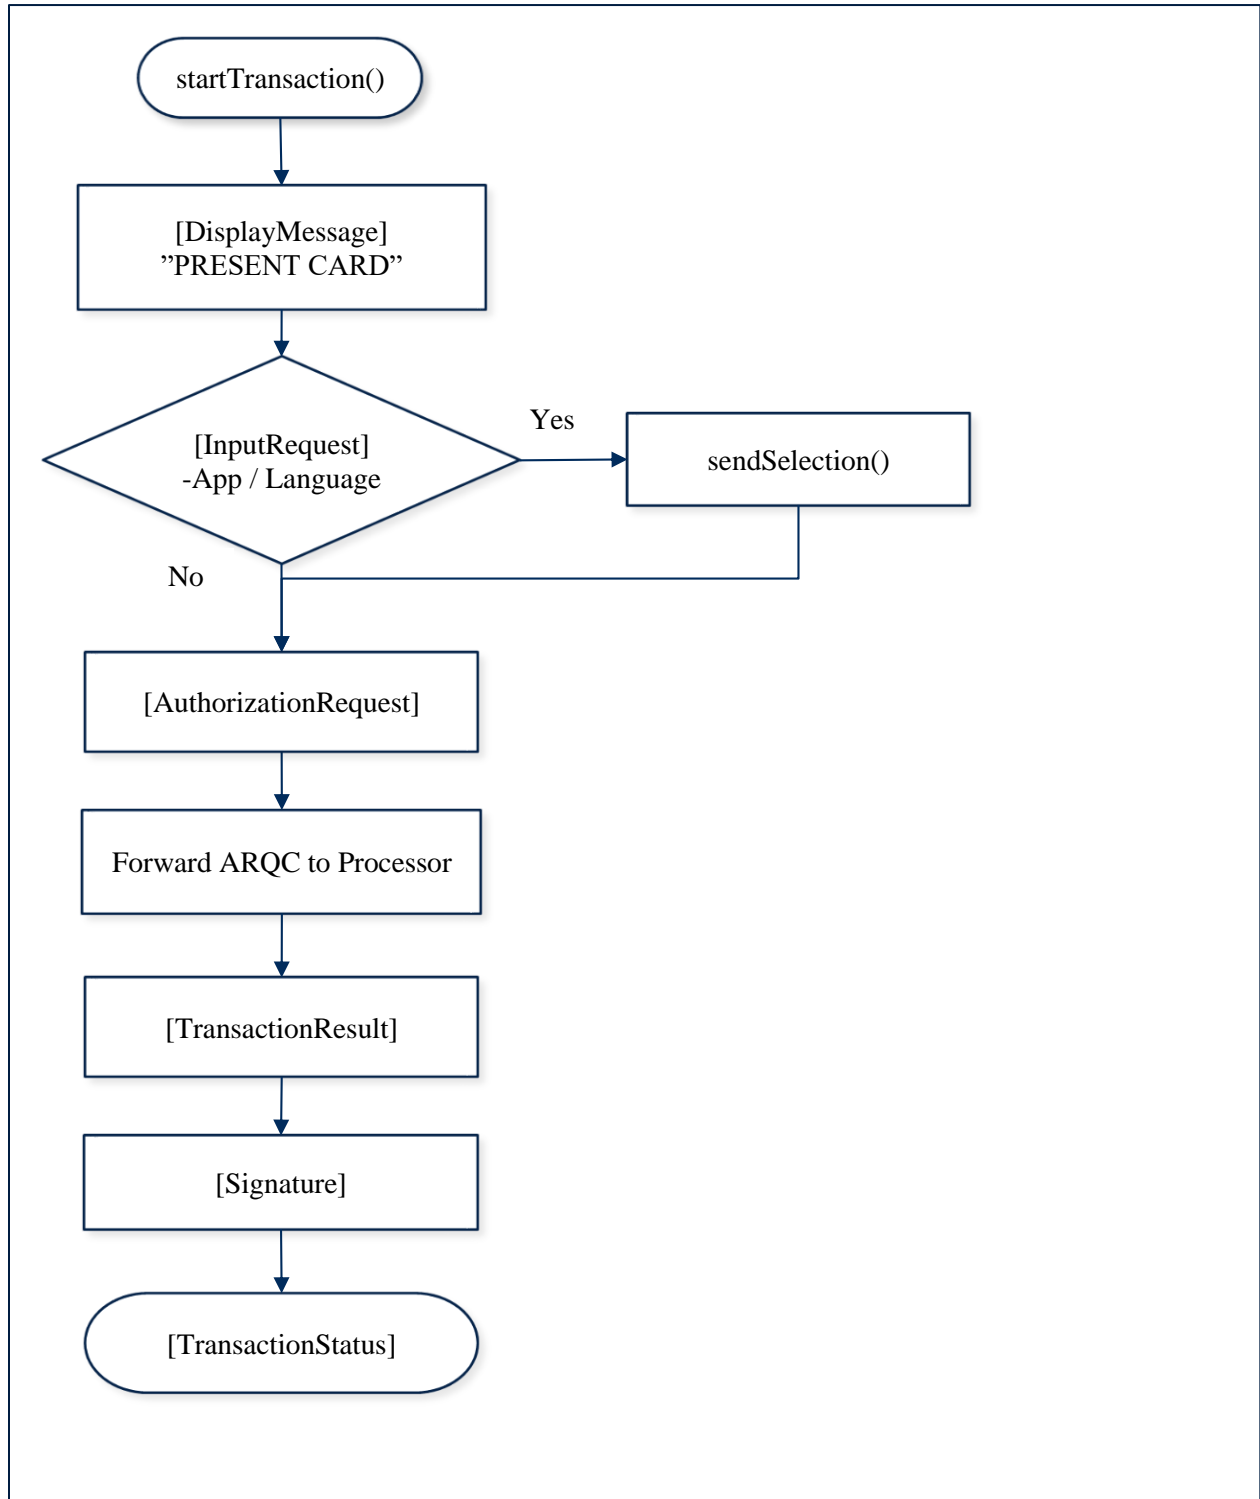 startTransaction()
[DisplayMessage]
”PRESENT CARD”
[InputRequest]
-App / Language
Yes
sendSelection()
No
[AuthorizationRequest]
Forward ARQC to Processor
[TransactionResult]
[Signature]
[TransactionStatus]